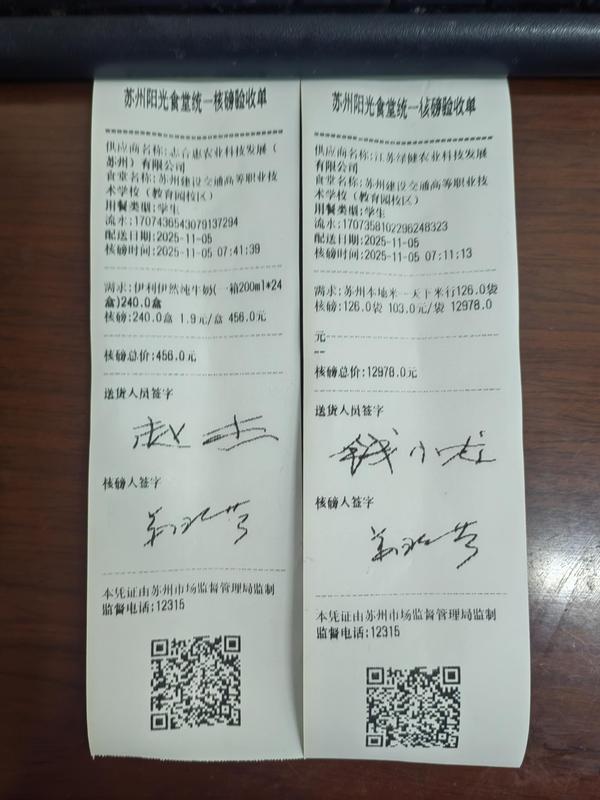 苏州阳光食堂统一核磅验收单
供应商名称:志合惠农业科技发展(
苏州)有限公司
食堂名称:苏州建设交通高等职业技
术学校(教育园校区)
用餐类型:学生
流水:1707436543079137294
配送日期:2025-11-05
核磅时间:2025-11-05 07:41:39
需求:伊利伊然纯牛奶(一箱200ml*24
盒)240.0盒
核磅:240.0盒 1.9元/盒 456.0元
核磅总价:456.0元
送货人员签字
赵杰
核磅人签字
本凭证由苏州市场监督管理局监制
监督电话:12315
苏州阳光食堂统一核磅验收单
供应商名称:江苏绿健农业科技发展
有限公司
食堂名称:苏州建设交通高等职业技
术学校(教育园校区)
用餐类型:学生
流水:1707358102296248323
配送日期:2025-11-05
核磅时间:2025-11-05 07:11:13
需求:苏州本地米一天下米行126.0袋
核磅:126.0袋 103.0元/袋 12978.0
元
核磅总价:12978.0元
送货人员签字
钱小龙
核磅人签字
本凭证由苏州市场监督管理局监制
监督电话:12315